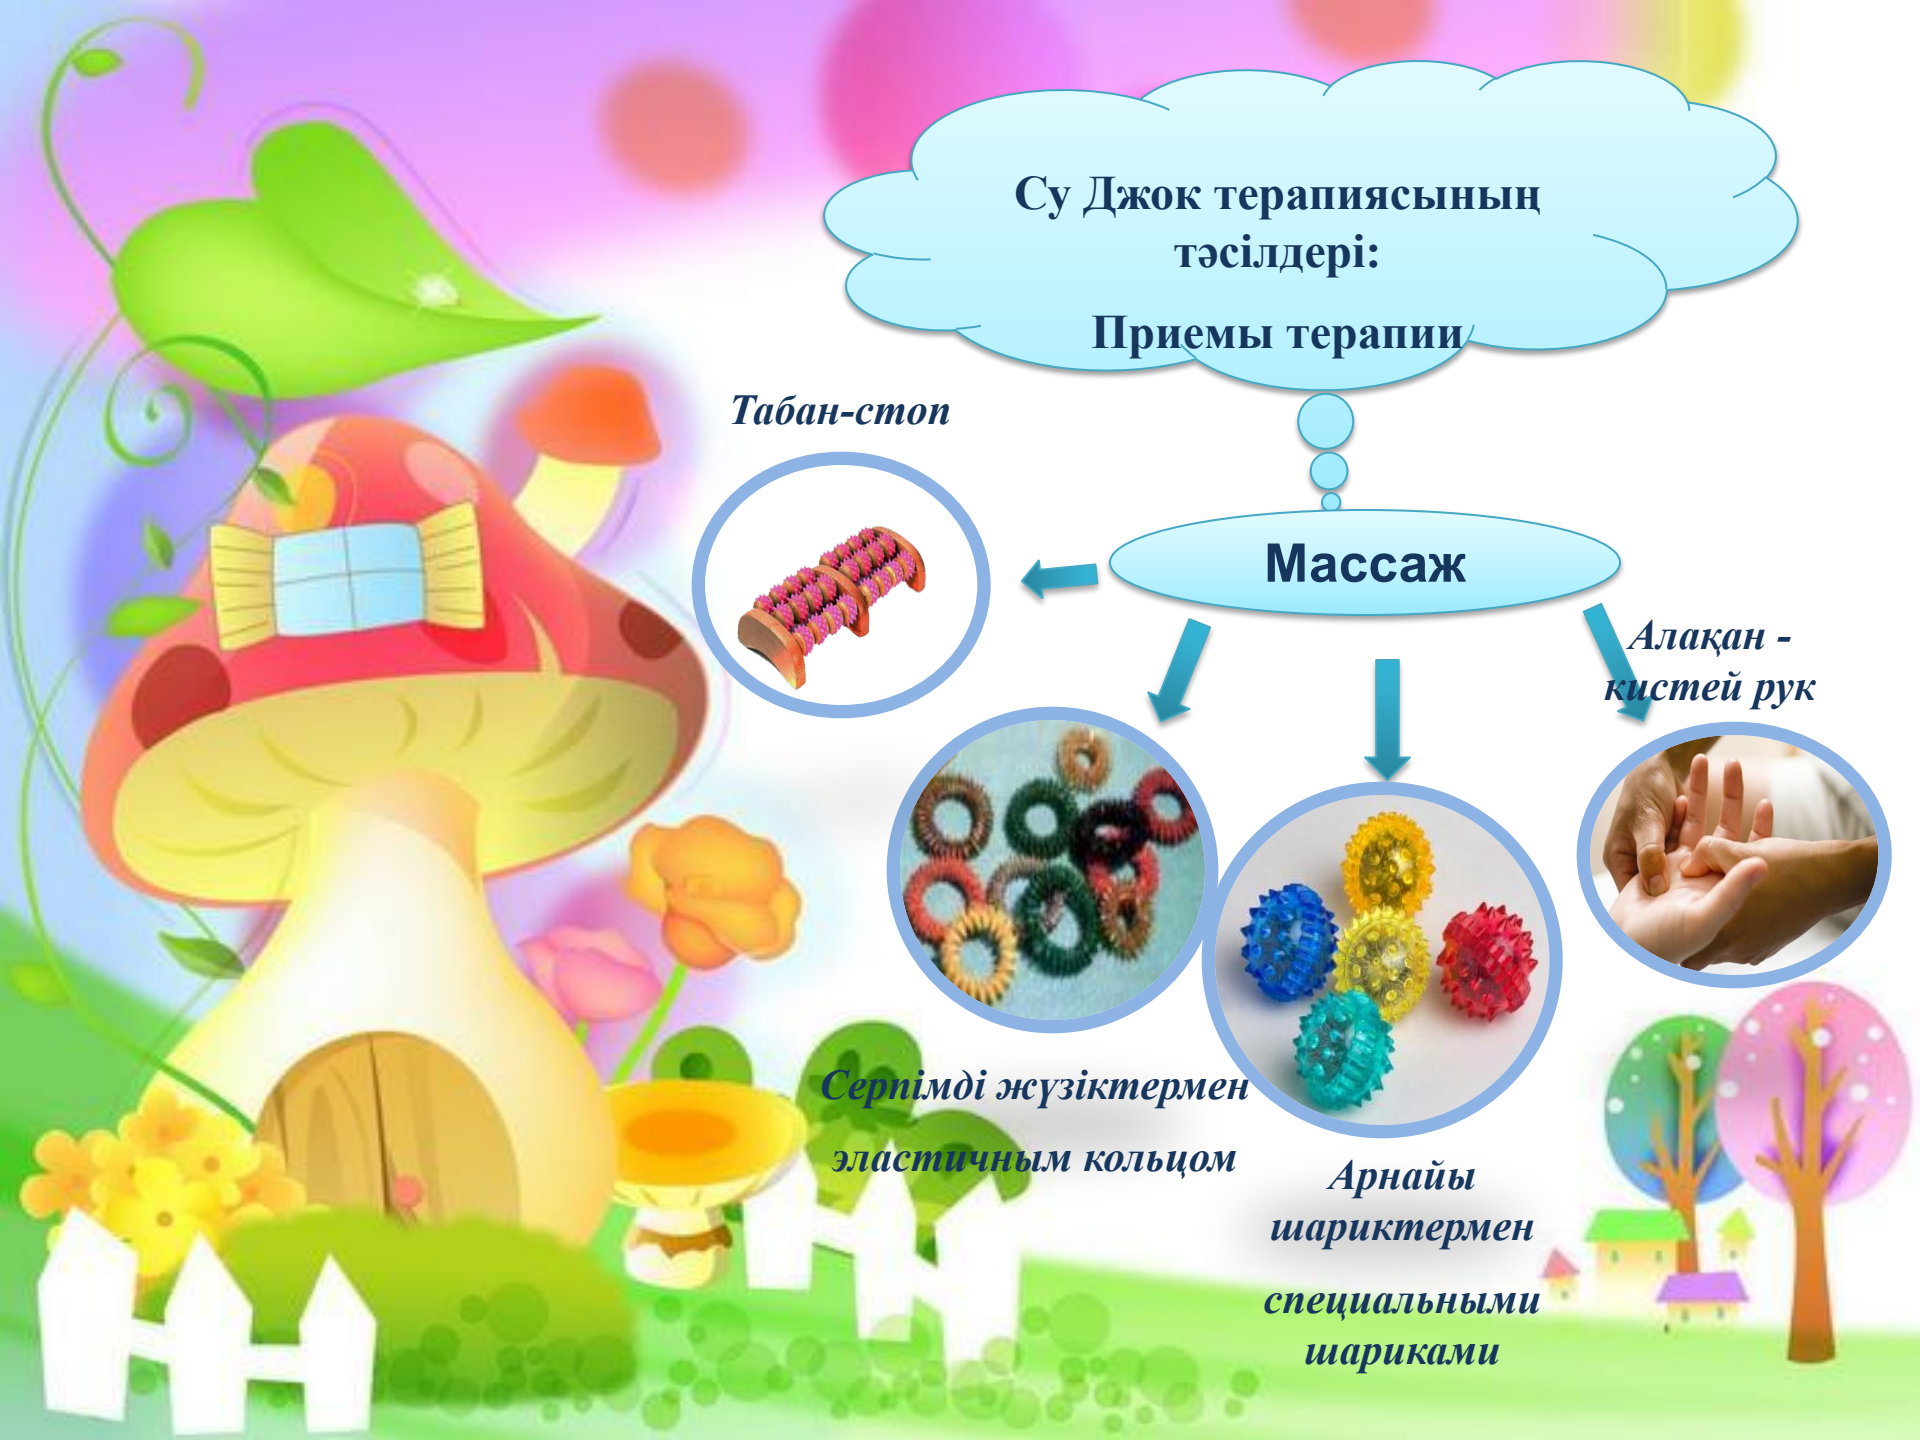 Су Джок терапиясының
тәсілдері:
Приемы терапии
Табан-стоп
Массаж
Алақан -
кистей рук
Серпімді жүзіктермен
эластичным кольцом
Арнайы
шариктермен
специальными
шариками